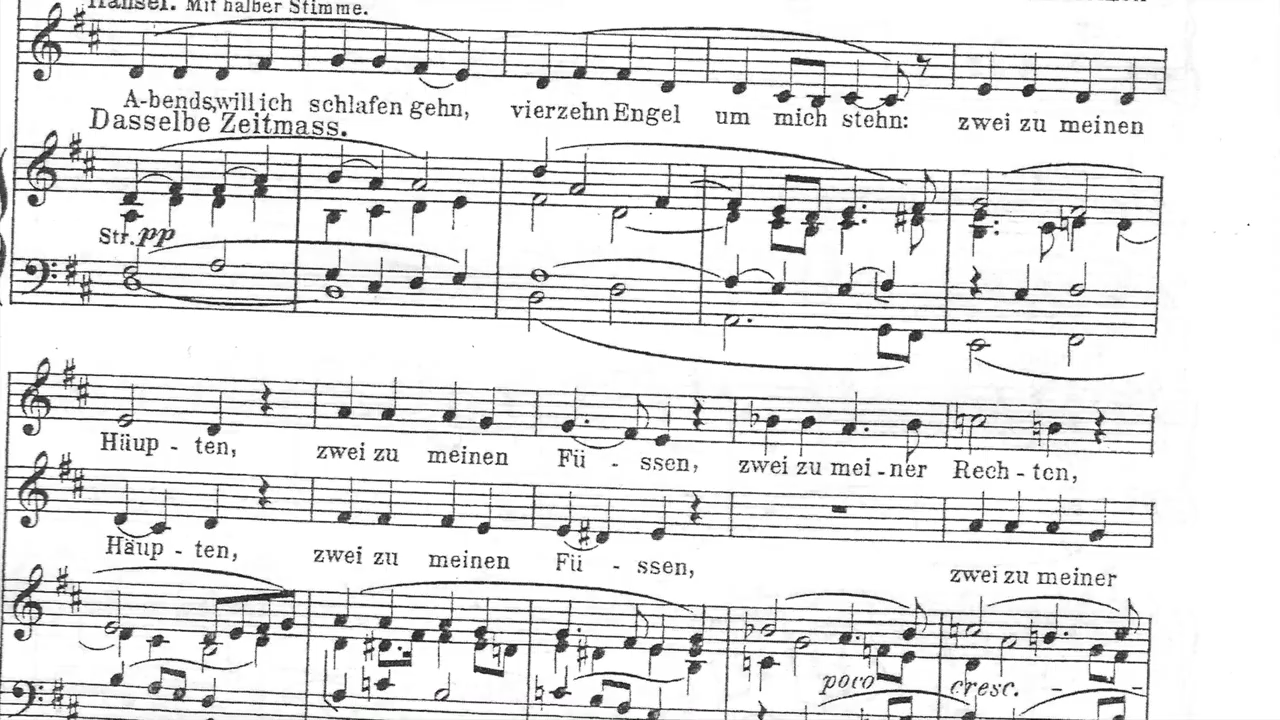 Hänsel. Mit halber Stimme.
A-bends, will ich schlafen gehn, vierzehn Engel um mich stehn: zwei zu meinen
Dasselbe Zeitmass.
Str. pp
Häup - ten, zwei zu meinen Fü - ssen, zwei zu mei - ner Rech - ten,
Häup - ten, zwei zu meinen Fü - ssen, zwei zu meiner
poco cresc. - -